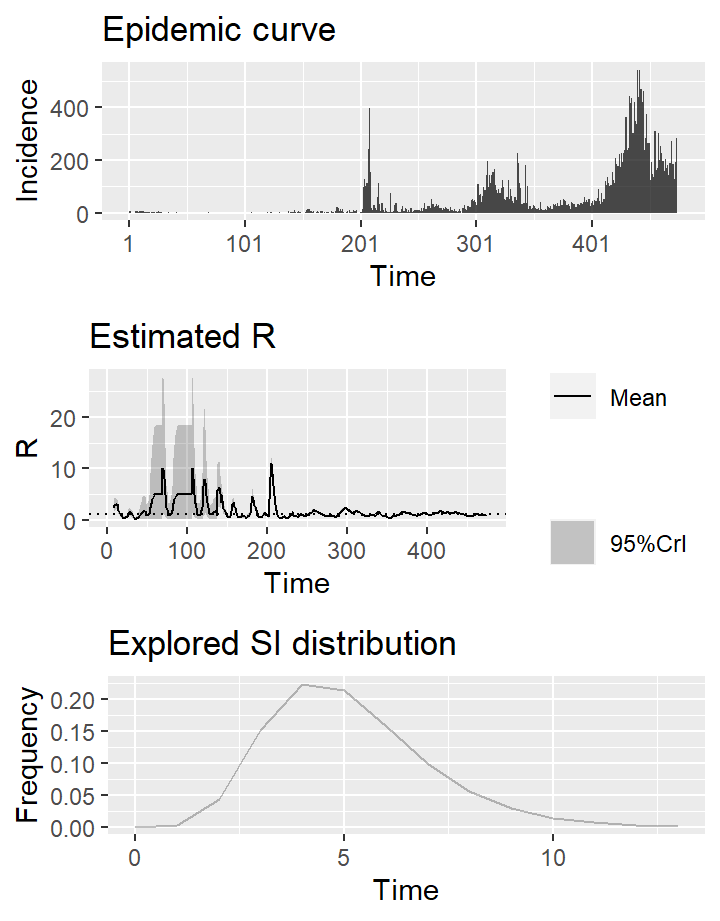 Epidemic curve
Incidence
400
200
0
1 101 201 301 401
Time
Estimated R
R
20
10
0
0 100 200 300 400
Time
Mean
95%CrI
Explored SI distribution
Frequency
0.20
0.15
0.10
0.05
0.00
0 5 10
Time